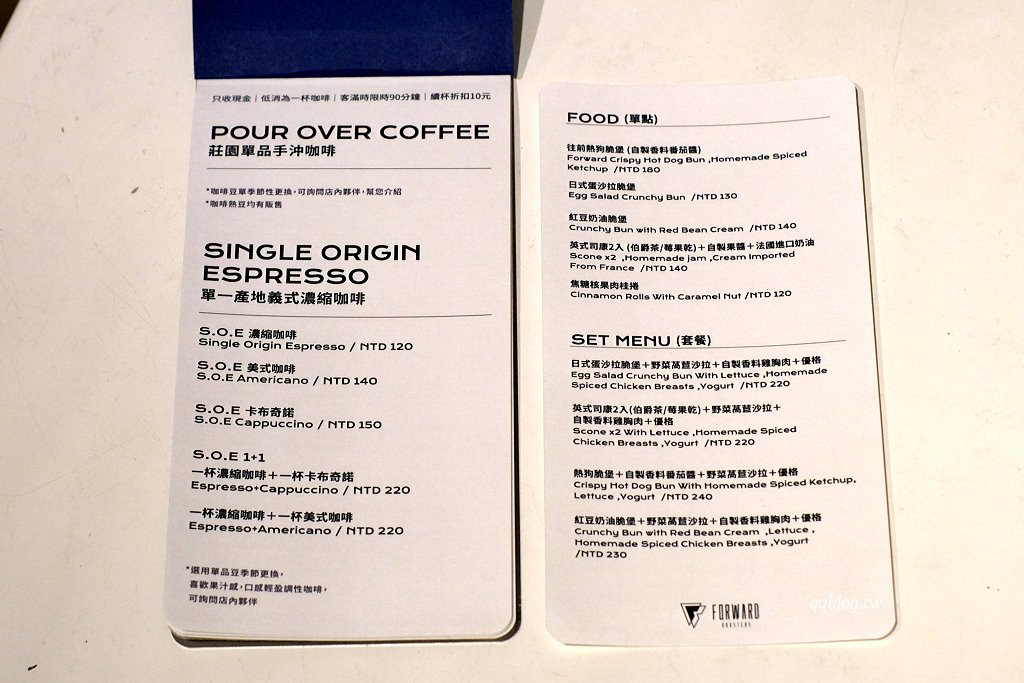 只收現金｜低消為一杯咖啡｜客滿時限時90分鐘｜續杯折扣10元
POUR OVER COFFEE
莊園單品手沖咖啡
*咖啡豆單季節性更換,可詢問店內夥伴,幫您介紹
*咖啡熟豆均有販售
SINGLE ORIGIN
ESPRESSO
單一產地義式濃縮咖啡
S.O.E 濃縮咖啡
Single Origin Espresso / NTD 120
S.O.E 美式咖啡
S.O.E Americano / NTD 140
S.O.E 卡布奇諾
S.O.E Cappuccino / NTD 150
S.O.E 1+1
一杯濃縮咖啡＋一杯卡布奇諾
Espresso+Cappuccino / NTD 220
一杯濃縮咖啡＋一杯美式咖啡
Espresso+Americano / NTD 220
*選用單品豆季節更換,
喜歡果汁感,口感輕盈調性咖啡,
可詢問店內夥伴
FOOD (單點)
往前熱狗脆堡 (自製香料番茄醬)
Forward Crispy Hot Dog Bun ,Homemade Spiced
Ketchup /NTD 180
日式蛋沙拉脆堡
Egg Salad Crunchy Bun /NTD 130
紅豆奶油脆堡
Crunchy Bun with Red Bean Cream /NTD 140
英式司康2入 (伯爵茶/莓果乾)＋自製果醬＋法國進口奶油
Scone x2 ,Homemade jam ,Cream Imported
From France /NTD 140
焦糖核果肉桂捲
Cinnamon Rolls With Caramel Nut /NTD 120
SET MENU (套餐)
日式蛋沙拉脆堡＋野菜萵苣沙拉＋自製香料雞胸肉＋優格
Egg Salad Crunchy Bun With Lettuce ,Homemade
Spiced Chicken Breasts ,Yogurt /NTD 220
英式司康2入(伯爵茶/莓果乾)＋野菜萵苣沙拉＋
自製香料雞胸肉＋優格
Scone x2 With Lettuce ,Homemade Spiced
Chicken Breasts ,Yogurt /NTD 220
熱狗脆堡＋自製香料番茄醬＋野菜萵苣沙拉＋優格
Crispy Hot Dog Bun With Homemade Spiced Ketchup,
Lettuce ,Yogurt /NTD 240
紅豆奶油脆堡＋野菜萵苣沙拉＋自製香料雞胸肉＋優格
Crunchy Bun with Red Bean Cream ,Lettuce ,
Homemade Spiced Chicken Breasts ,Yogurt
/NTD 230
FORWARD
ROASTERS
qqblog.tw